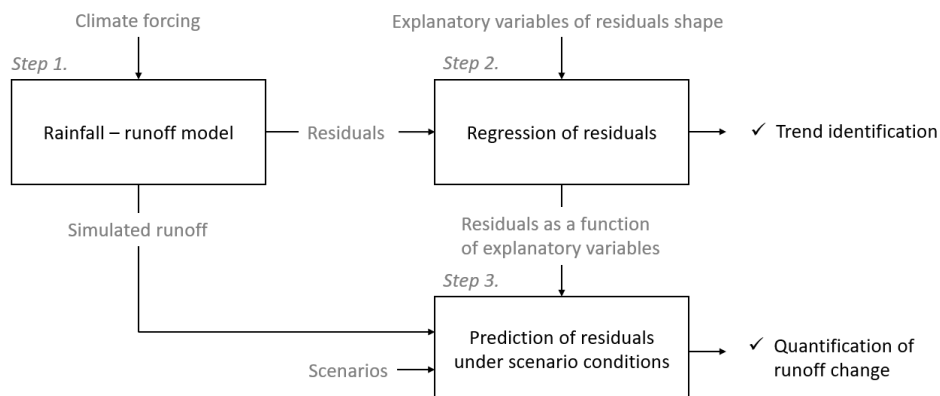 Climate forcing
Explanatory variables of residuals shape
Step 1.
Step 2.
Rainfall – runoff model
Residuals
Regression of residuals
✓ Trend identification
Simulated runoff
Residuals as a function
of explanatory variables
Step 3.
Prediction of residuals
under scenario conditions
✓ Quantification of
runoff change
Scenarios